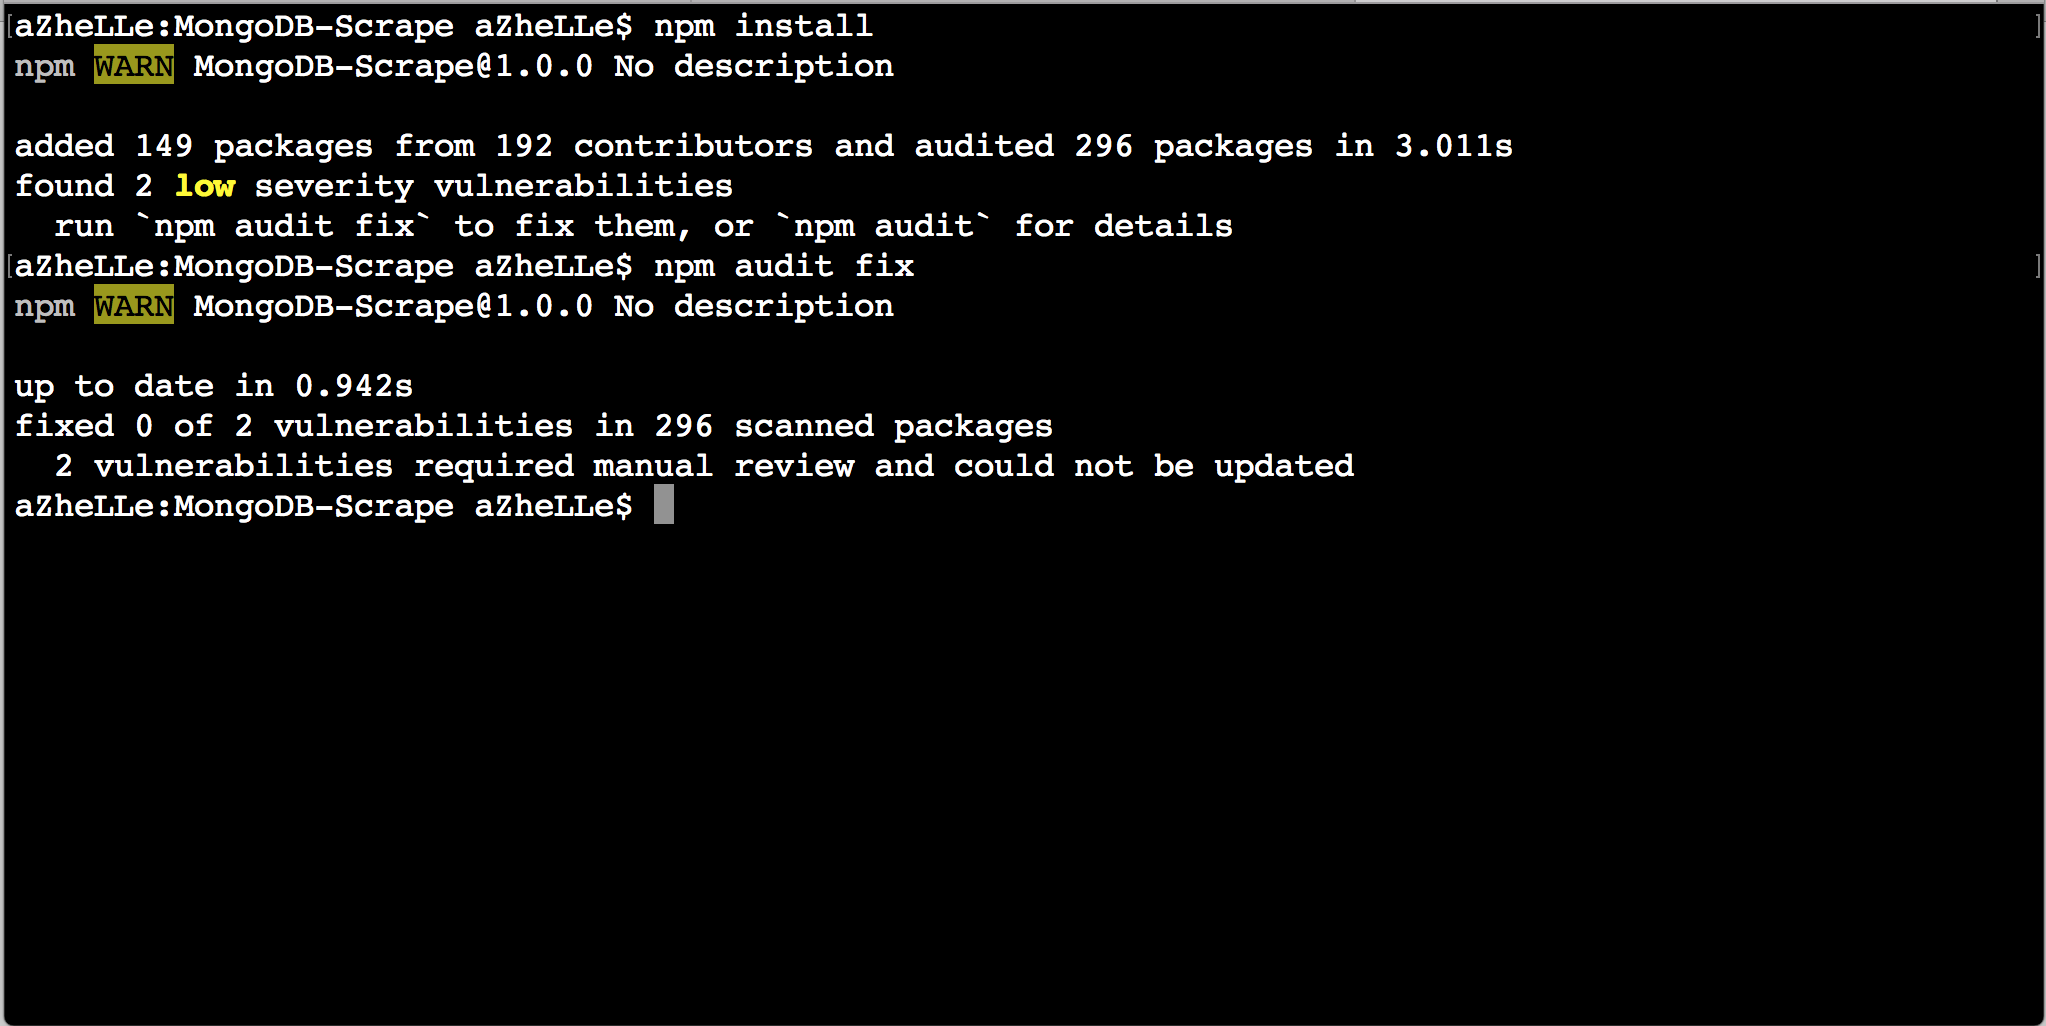 [aZheLLe:MongoDB-Scrape aZheLLe$ npm install ]
npm WARN MongoDB-Scrape@1.0.0 No description
added 149 packages from 192 contributors and audited 296 packages in 3.011s
found 2 low severity vulnerabilities
  run `npm audit fix` to fix them, or `npm audit` for details
[aZheLLe:MongoDB-Scrape aZheLLe$ npm audit fix ]
npm WARN MongoDB-Scrape@1.0.0 No description
up to date in 0.942s
fixed 0 of 2 vulnerabilities in 296 scanned packages
  2 vulnerabilities required manual review and could not be updated
aZheLLe:MongoDB-Scrape aZheLLe$